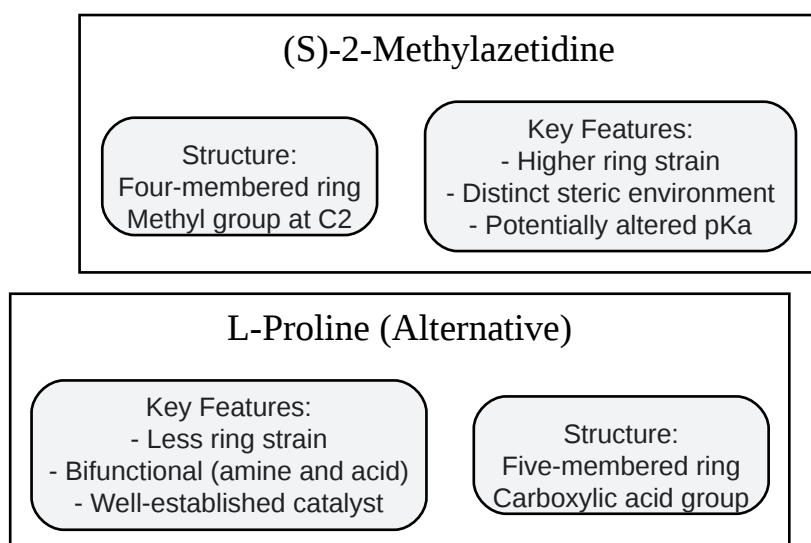 (S)-2-Methylazetidine
Structure:
Four-membered ring
Methyl group at C2
Key Features:
- Higher ring strain
- Distinct steric environment
- Potentially altered pKa
L-Proline (Alternative)
Key Features:
- Less ring strain
- Bifunctional (amine and acid)
- Well-established catalyst
Structure:
Five-membered ring
Carboxylic acid group